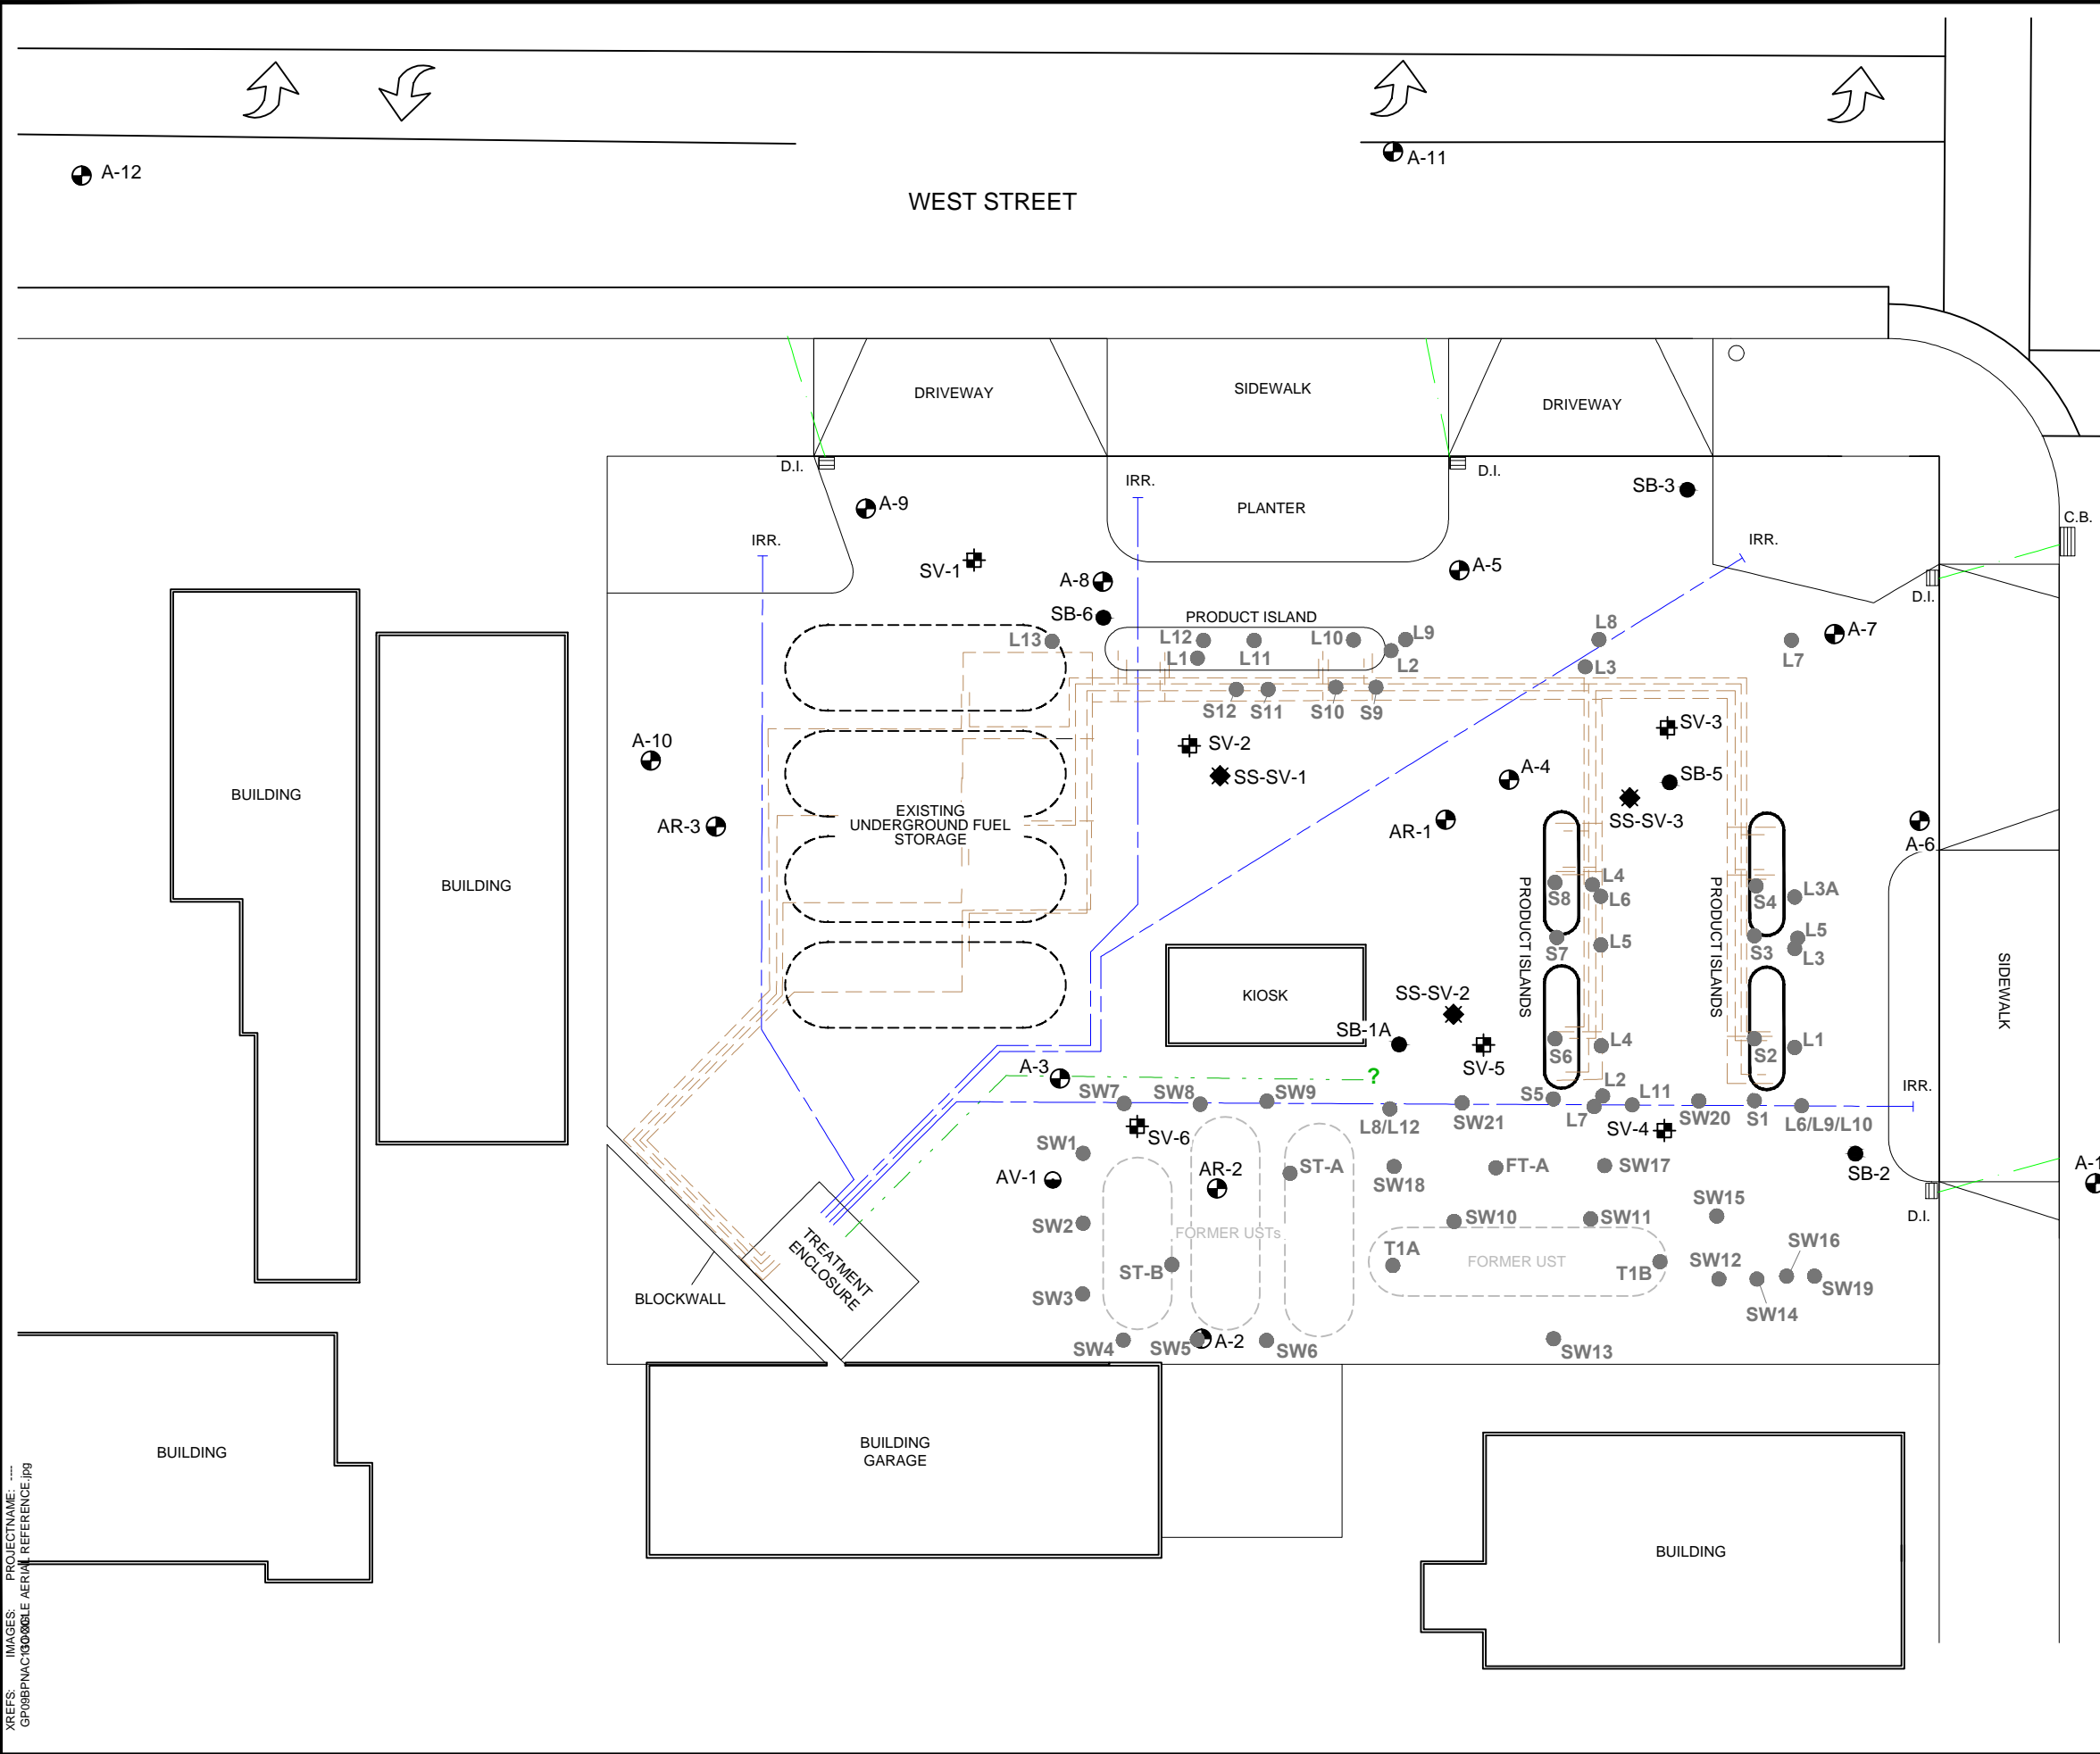 A-12
A-11
WEST STREET
DRIVEWAY
SIDEWALK
DRIVEWAY
D.I.
IRR.
D.I.
SB-3
A-9
PLANTER
C.B.
IRR.
IRR.
SV-1
A-8
A-5
D.I.
SB-6
PRODUCT ISLAND
L13
L12
L10
L9
L8
A-7
L1
L11
L2
L3
L7
S12
S11
S10
S9
SV-3
A-10
SV-2
SS-SV-1
A-4
SB-5
BUILDING
EXISTING
UNDERGROUND FUEL
STORAGE
AR-3
AR-1
SS-SV-3
A-6
BUILDING
PRODUCT ISLANDS
PRODUCT ISLANDS
S8
L4
L6
S4
L3A
S7
L5
S3
L5
L3
SIDEWALK
KIOSK
SS-SV-2
SB-1A
S6
L4
S2
L1
A-3
?
SV-5
IRR.
SW7
SW8
SW9
S5
L2
L11
L8/L12
SW21
L7
SW20
S1
L6/L9/L10
SV-6
SV-4
SW1
AV-1
AR-2
ST-A
SW18
FT-A
SW17
SB-2
A-1
SW2
FORMER USTs
SW10
SW11
SW15
D.I.
TREATMENT
ENCLOSURE
ST-B
T1A
FORMER UST
T1B
SW12
SW16
SW19
BLOCKWALL
SW3
SW14
SW4
SW5
A-2
SW6
SW13
BUILDING
BUILDING
GARAGE
BUILDING
XREFS: IMAGES: PROJECTNAME: ----
AERIAL REFERENCE.jpg